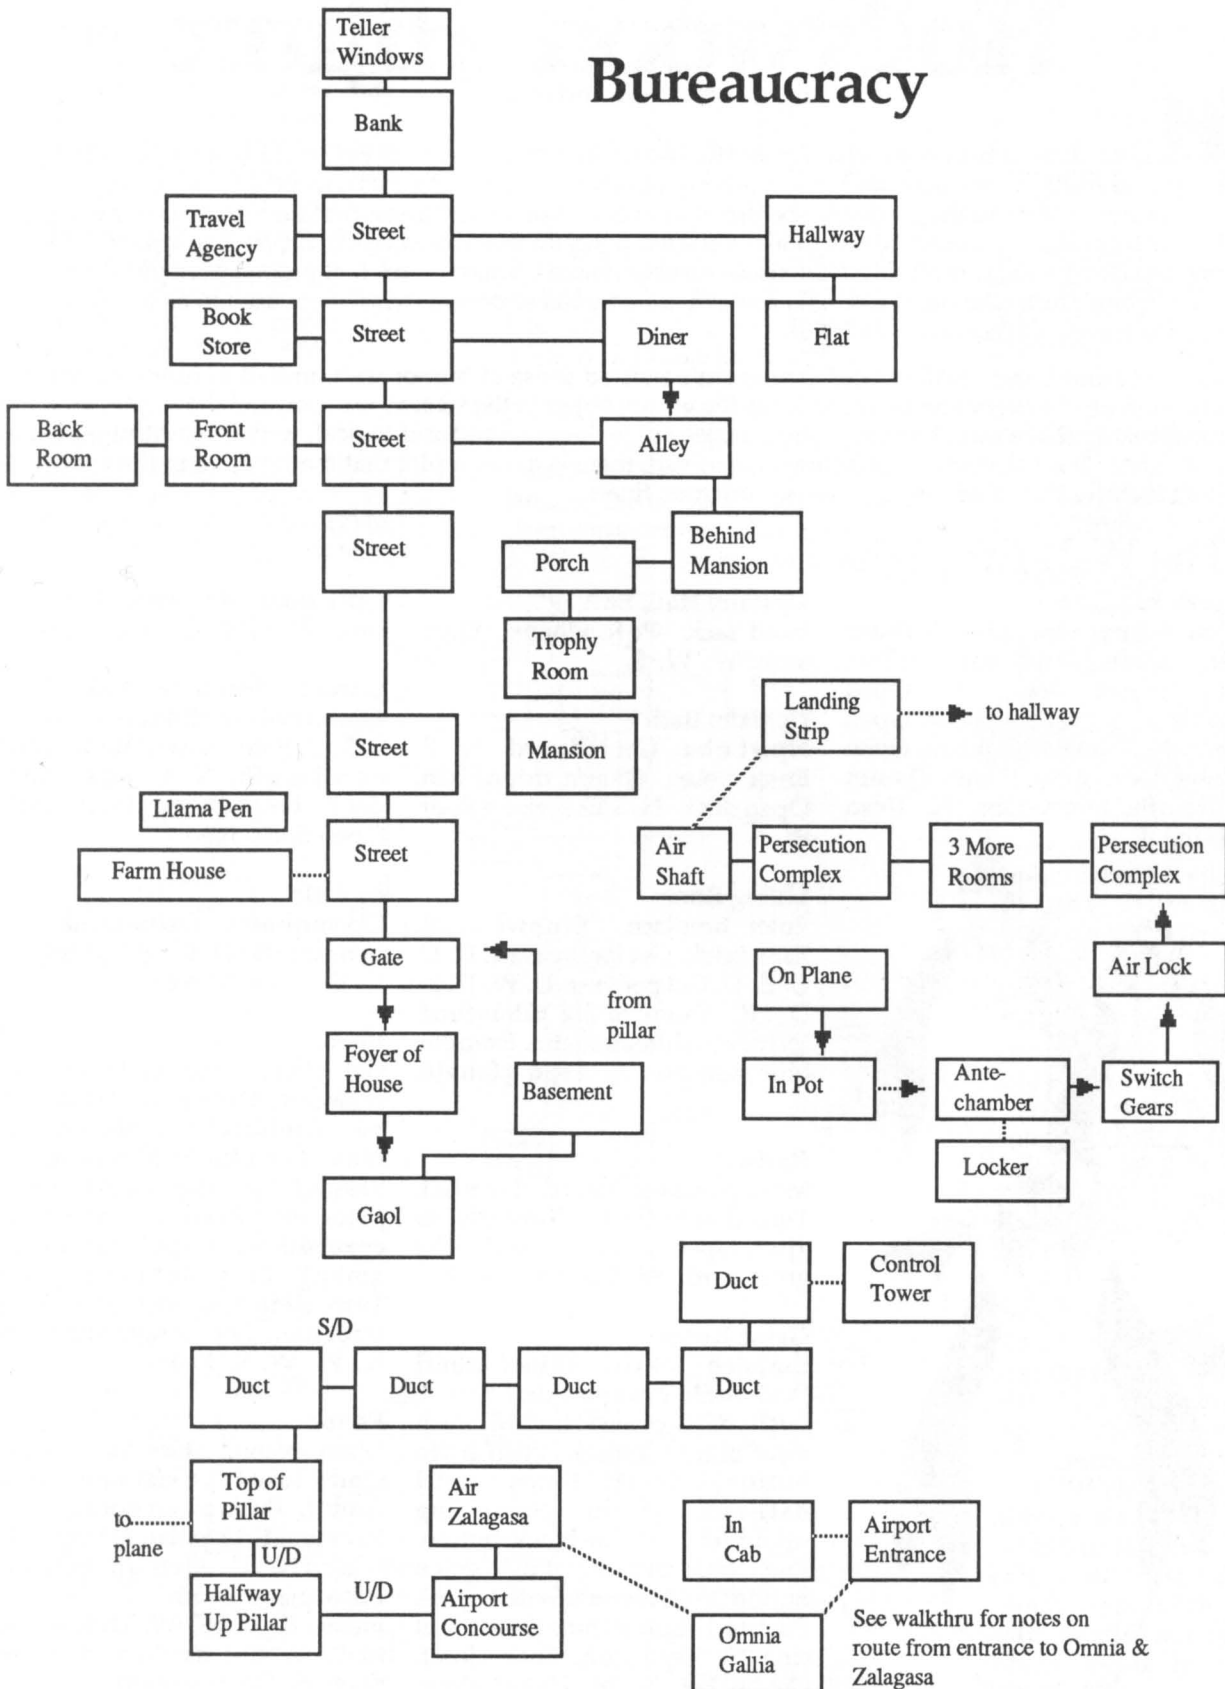 Teller
Windows
Bureaucracy
Bank
Travel
Agency
Street
Hallway
Book
Store
Street
Diner
Flat
Back
Room
Front
Room
Street
Alley
Street
Behind
Mansion
Porch
Trophy
Room
Landing
Strip
to hallway
Street
Mansion
Llama Pen
Street
Farm House
Air
Shaft
Persecution
Complex
3 More
Rooms
Persecution
Complex
Gate
On Plane
Air Lock
from
pillar
Foyer of
House
Basement
In Pot
Ante-
chamber
Switch
Gears
Locker
Gaol
Duct
Control
Tower
S/D
Duct
Duct
Duct
Duct
Top of
Pillar
Air
Zalagasa
In
Cab
Airport
Entrance
to
plane
U/D
Halfway
Up Pillar
U/D
Airport
Concourse
Omnia
Gallia
See walkthru for notes on
route from entrance to Omnia &
Zalagasa